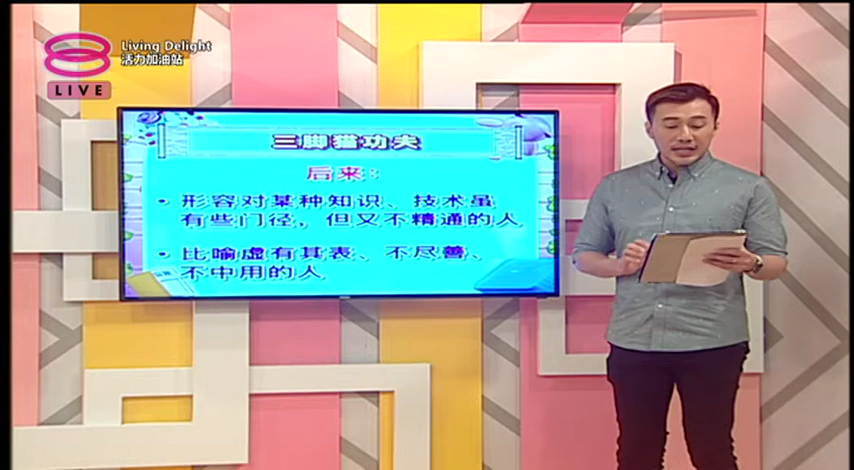 Living Delight
活力加油站
LIVE
三脚猫功夫
后来：
• 形容对某种知识、技术虽
有些门径，但又不精通的人
• 比喻虚有其表、不尽善、
不中用的人